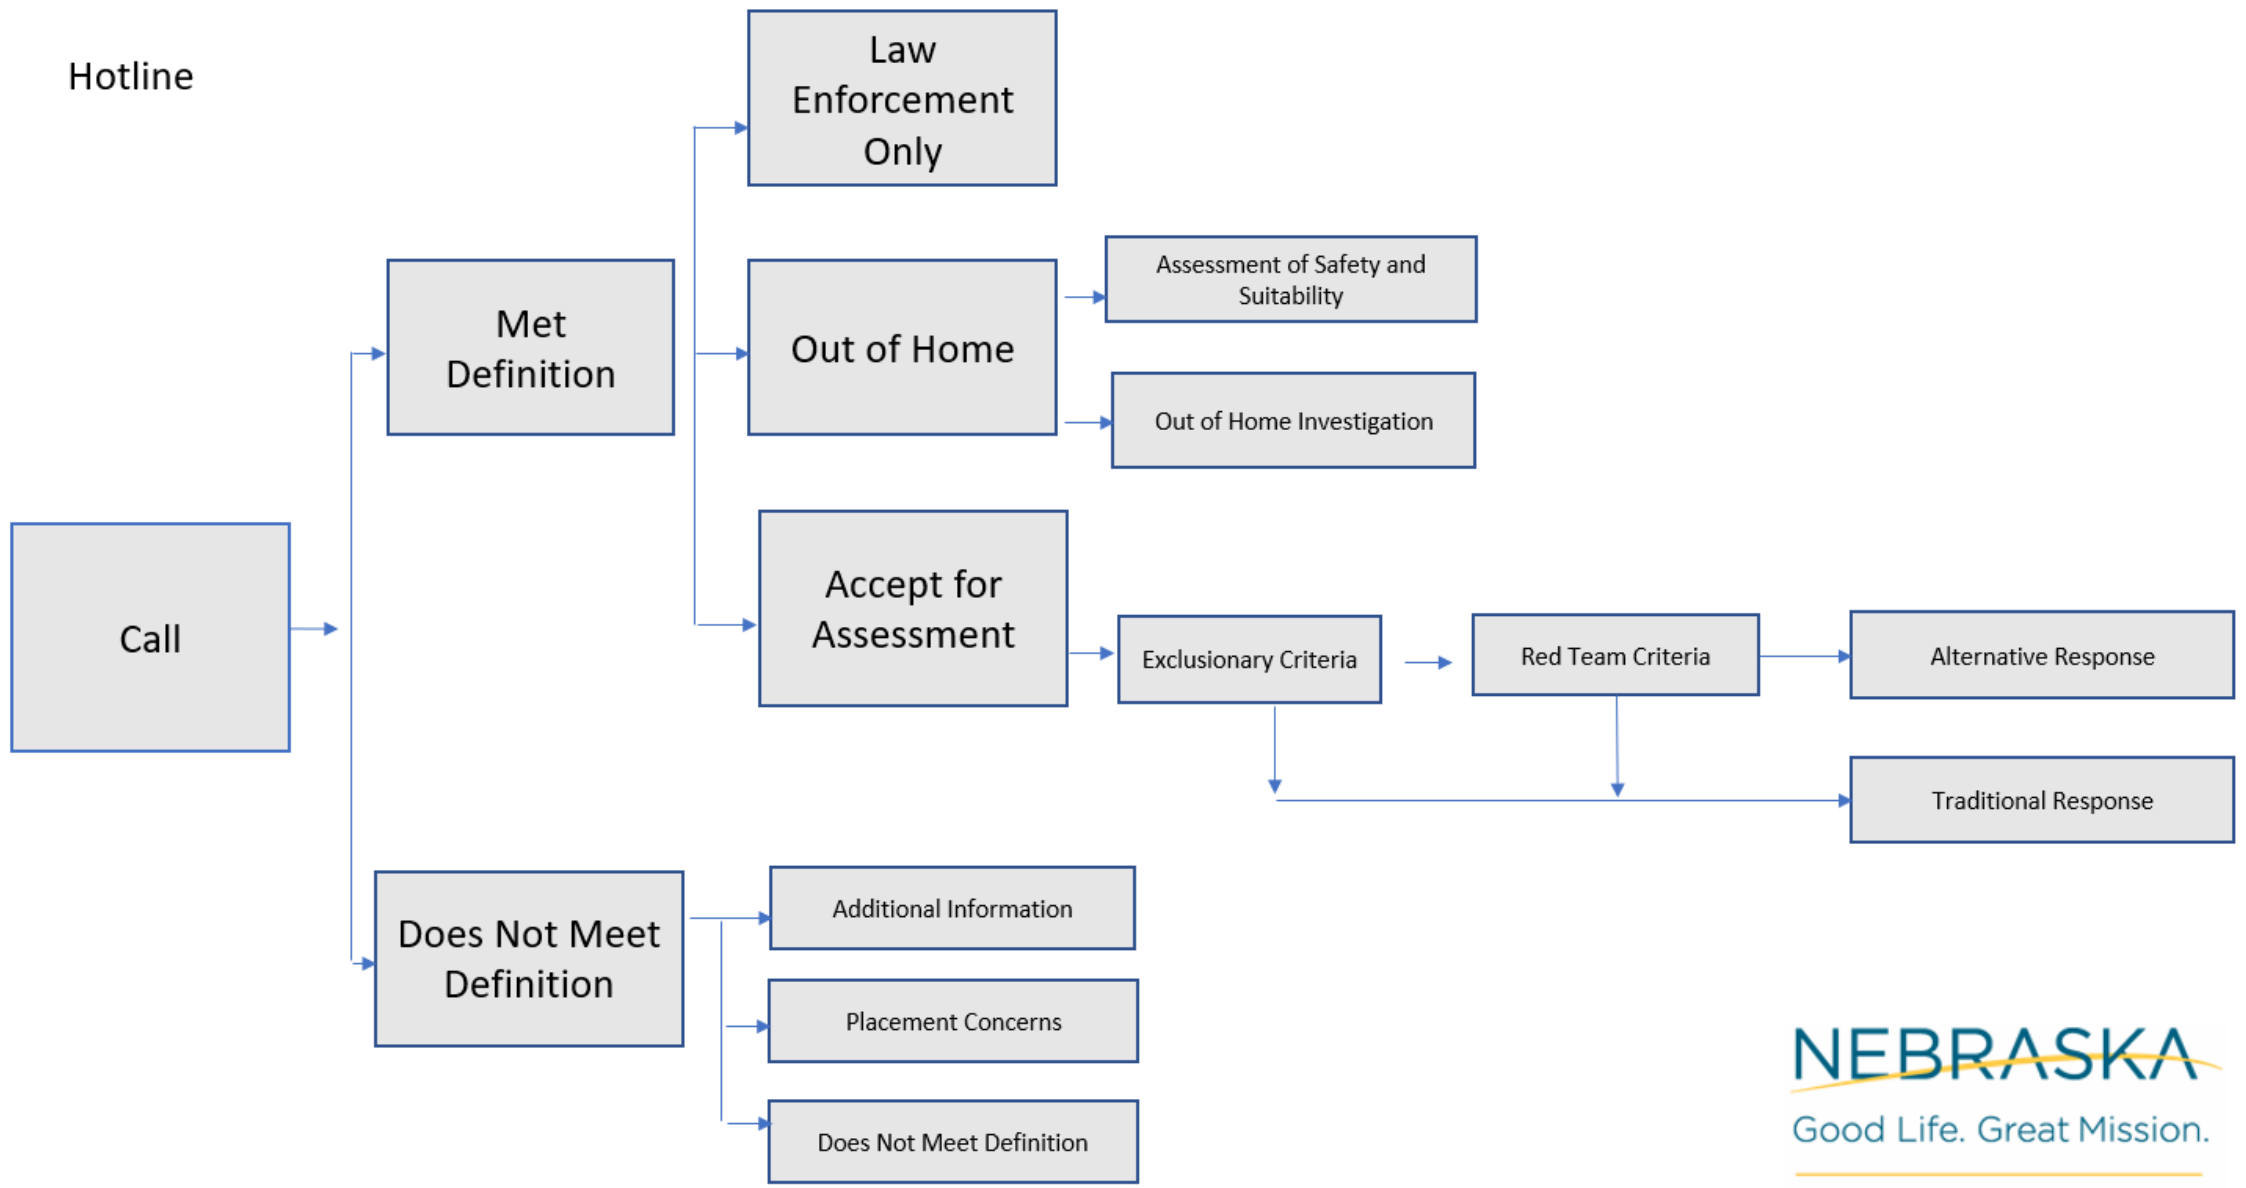 Hotline
Law
Enforcement
Only
Met
Definition
Out of Home
Assessment of Safety and
Suitability
Out of Home Investigation
Call
Accept for
Assessment
Exclusionary Criteria
Red Team Criteria
Alternative Response
Traditional Response
Does Not Meet
Definition
Additional Information
Placement Concerns
Does Not Meet Definition
NEBRASKA
Good Life. Great Mission.